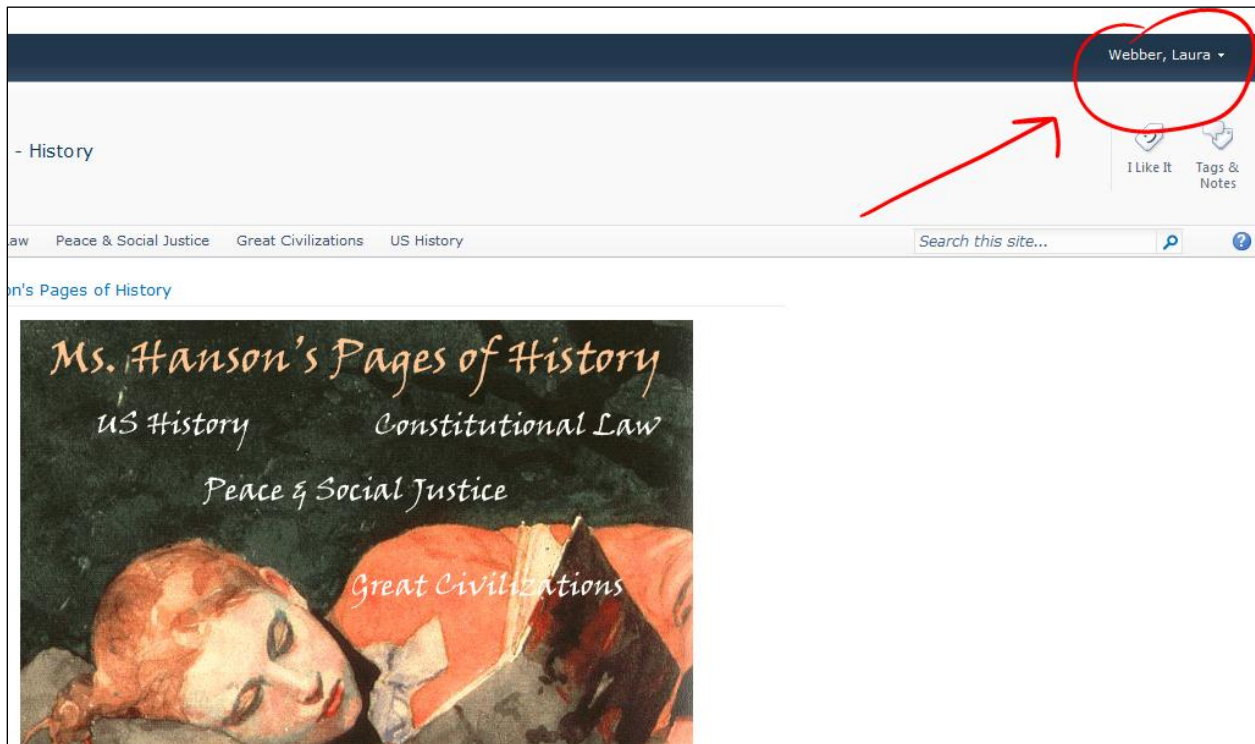 Webber, Laura
- History
I Like It
Tags &
Notes
Peace & Social Justice Great Civilizations US History
Search this site...
?
Pages of History
Ms. Hanson's Pages of History
US History Constitutional Law
Peace & Social Justice
Great Civilizations